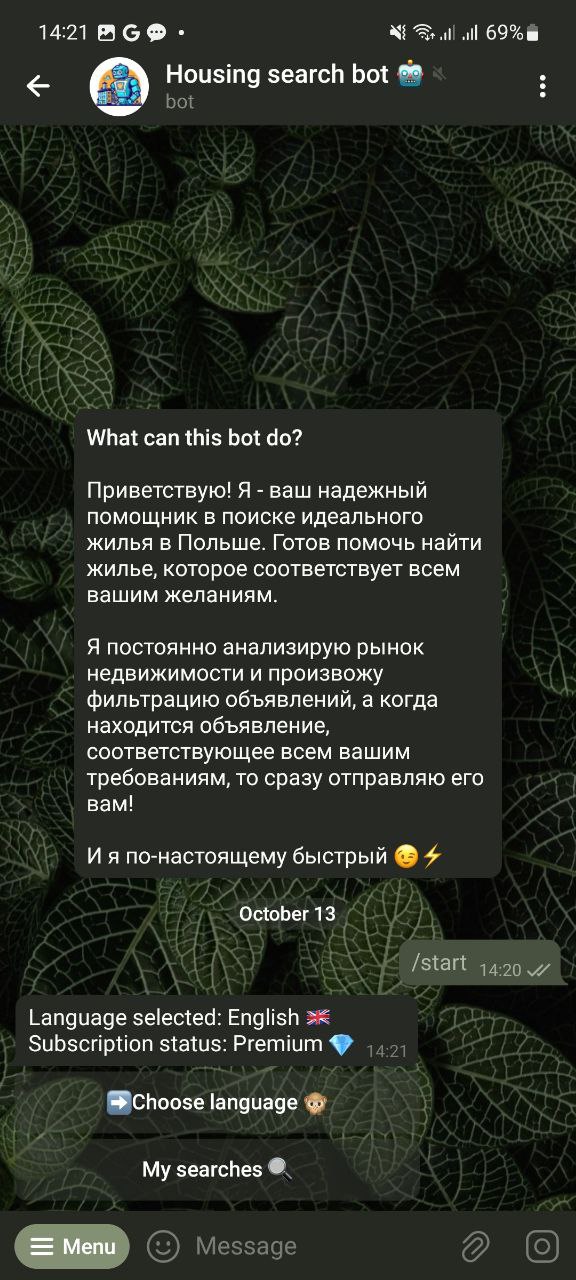 14:21 69%
Housing search bot 🤖
bot
What can this bot do?
Приветствую! Я - ваш надежный
помощник в поиске идеального
жилья в Польше. Готов помочь найти
жилье, которое соответствует всем
вашим желаниям.
Я постоянно анализирую рынок
недвижимости и произвожу
фильтрацию объявлений, а когда
находится объявление,
соответствующее всем вашим
требованиям, то сразу отправляю его
вам!
И я по-настоящему быстрый 😉⚡
October 13
/start 14:20
Language selected: English 🇬🇧
Subscription status: Premium 💎 14:21
➡️Choose language 🐵
My searches 🔍
Menu Message